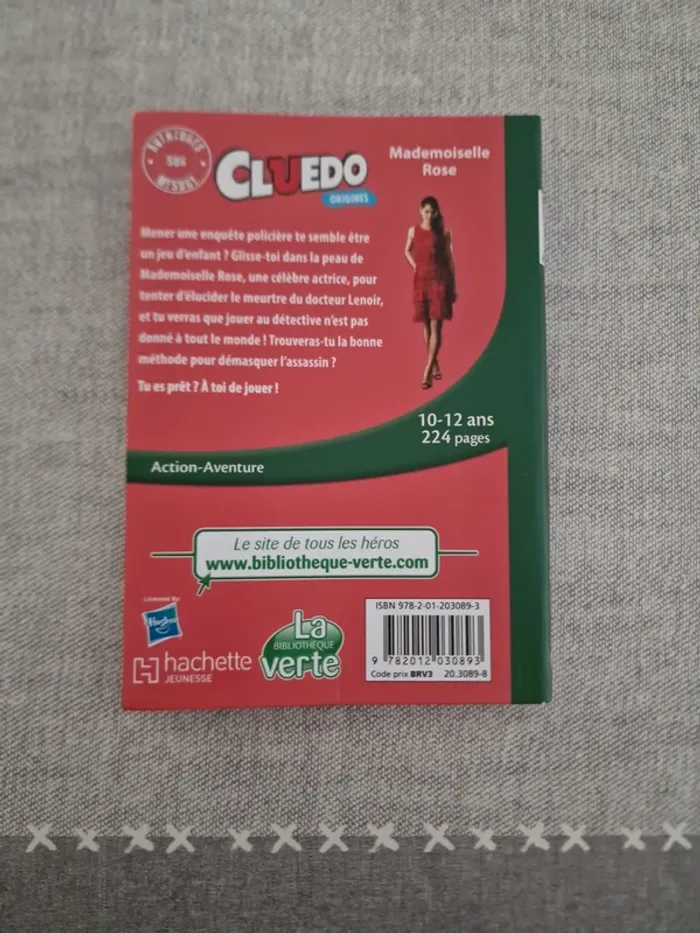 AVENTURES
SUR
MESURE
CLUEDO
ORIGINES
Mademoiselle
Rose
Mener une enquête policière te semble être
un jeu d'enfant ? Glisse-toi dans la peau de
Mademoiselle Rose, une célèbre actrice, pour
tenter d'élucider le meurtre du docteur Lenoir,
et tu verras que jouer au détective n'est pas
donné à tout le monde ! Trouveras-tu la bonne
méthode pour démasquer l'assassin ?
Tu es prêt ? À toi de jouer !
10-12 ans
224 pages
Action-Aventure
Le site de tous les héros
www.bibliotheque-verte.com
Licensed By
Hasbro
hachette
JEUNESSE
La
BIBLIOTHÈQUE
verte
ISBN 978-2-01-203089-3
9 782012 030893
Code prix BRV3 20.3089-8